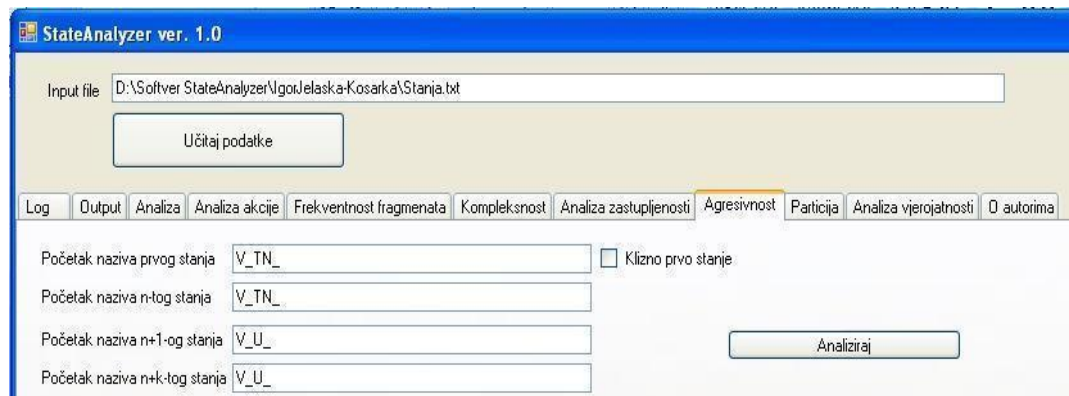 StateAnalyzer ver. 1.0
Input file D:\Softver StateAnalyzer\IgorJelaska-Kosarka\Stanja.txt
Učitaj podatke
Log Output Analiza Analiza akcije Frekventnost fragmenata Kompleksnost Analiza zastupljenosti Agresivnost Particija Analiza vjerojatnosti O autorima
Početak naziva prvog stanja V_TN_ Klizno prvo stanje
Početak naziva n-tog stanja V_TN_
Početak naziva n+1-og stanja V_U_
Analiziraj
Početak naziva n+k-tog stanja V_U_